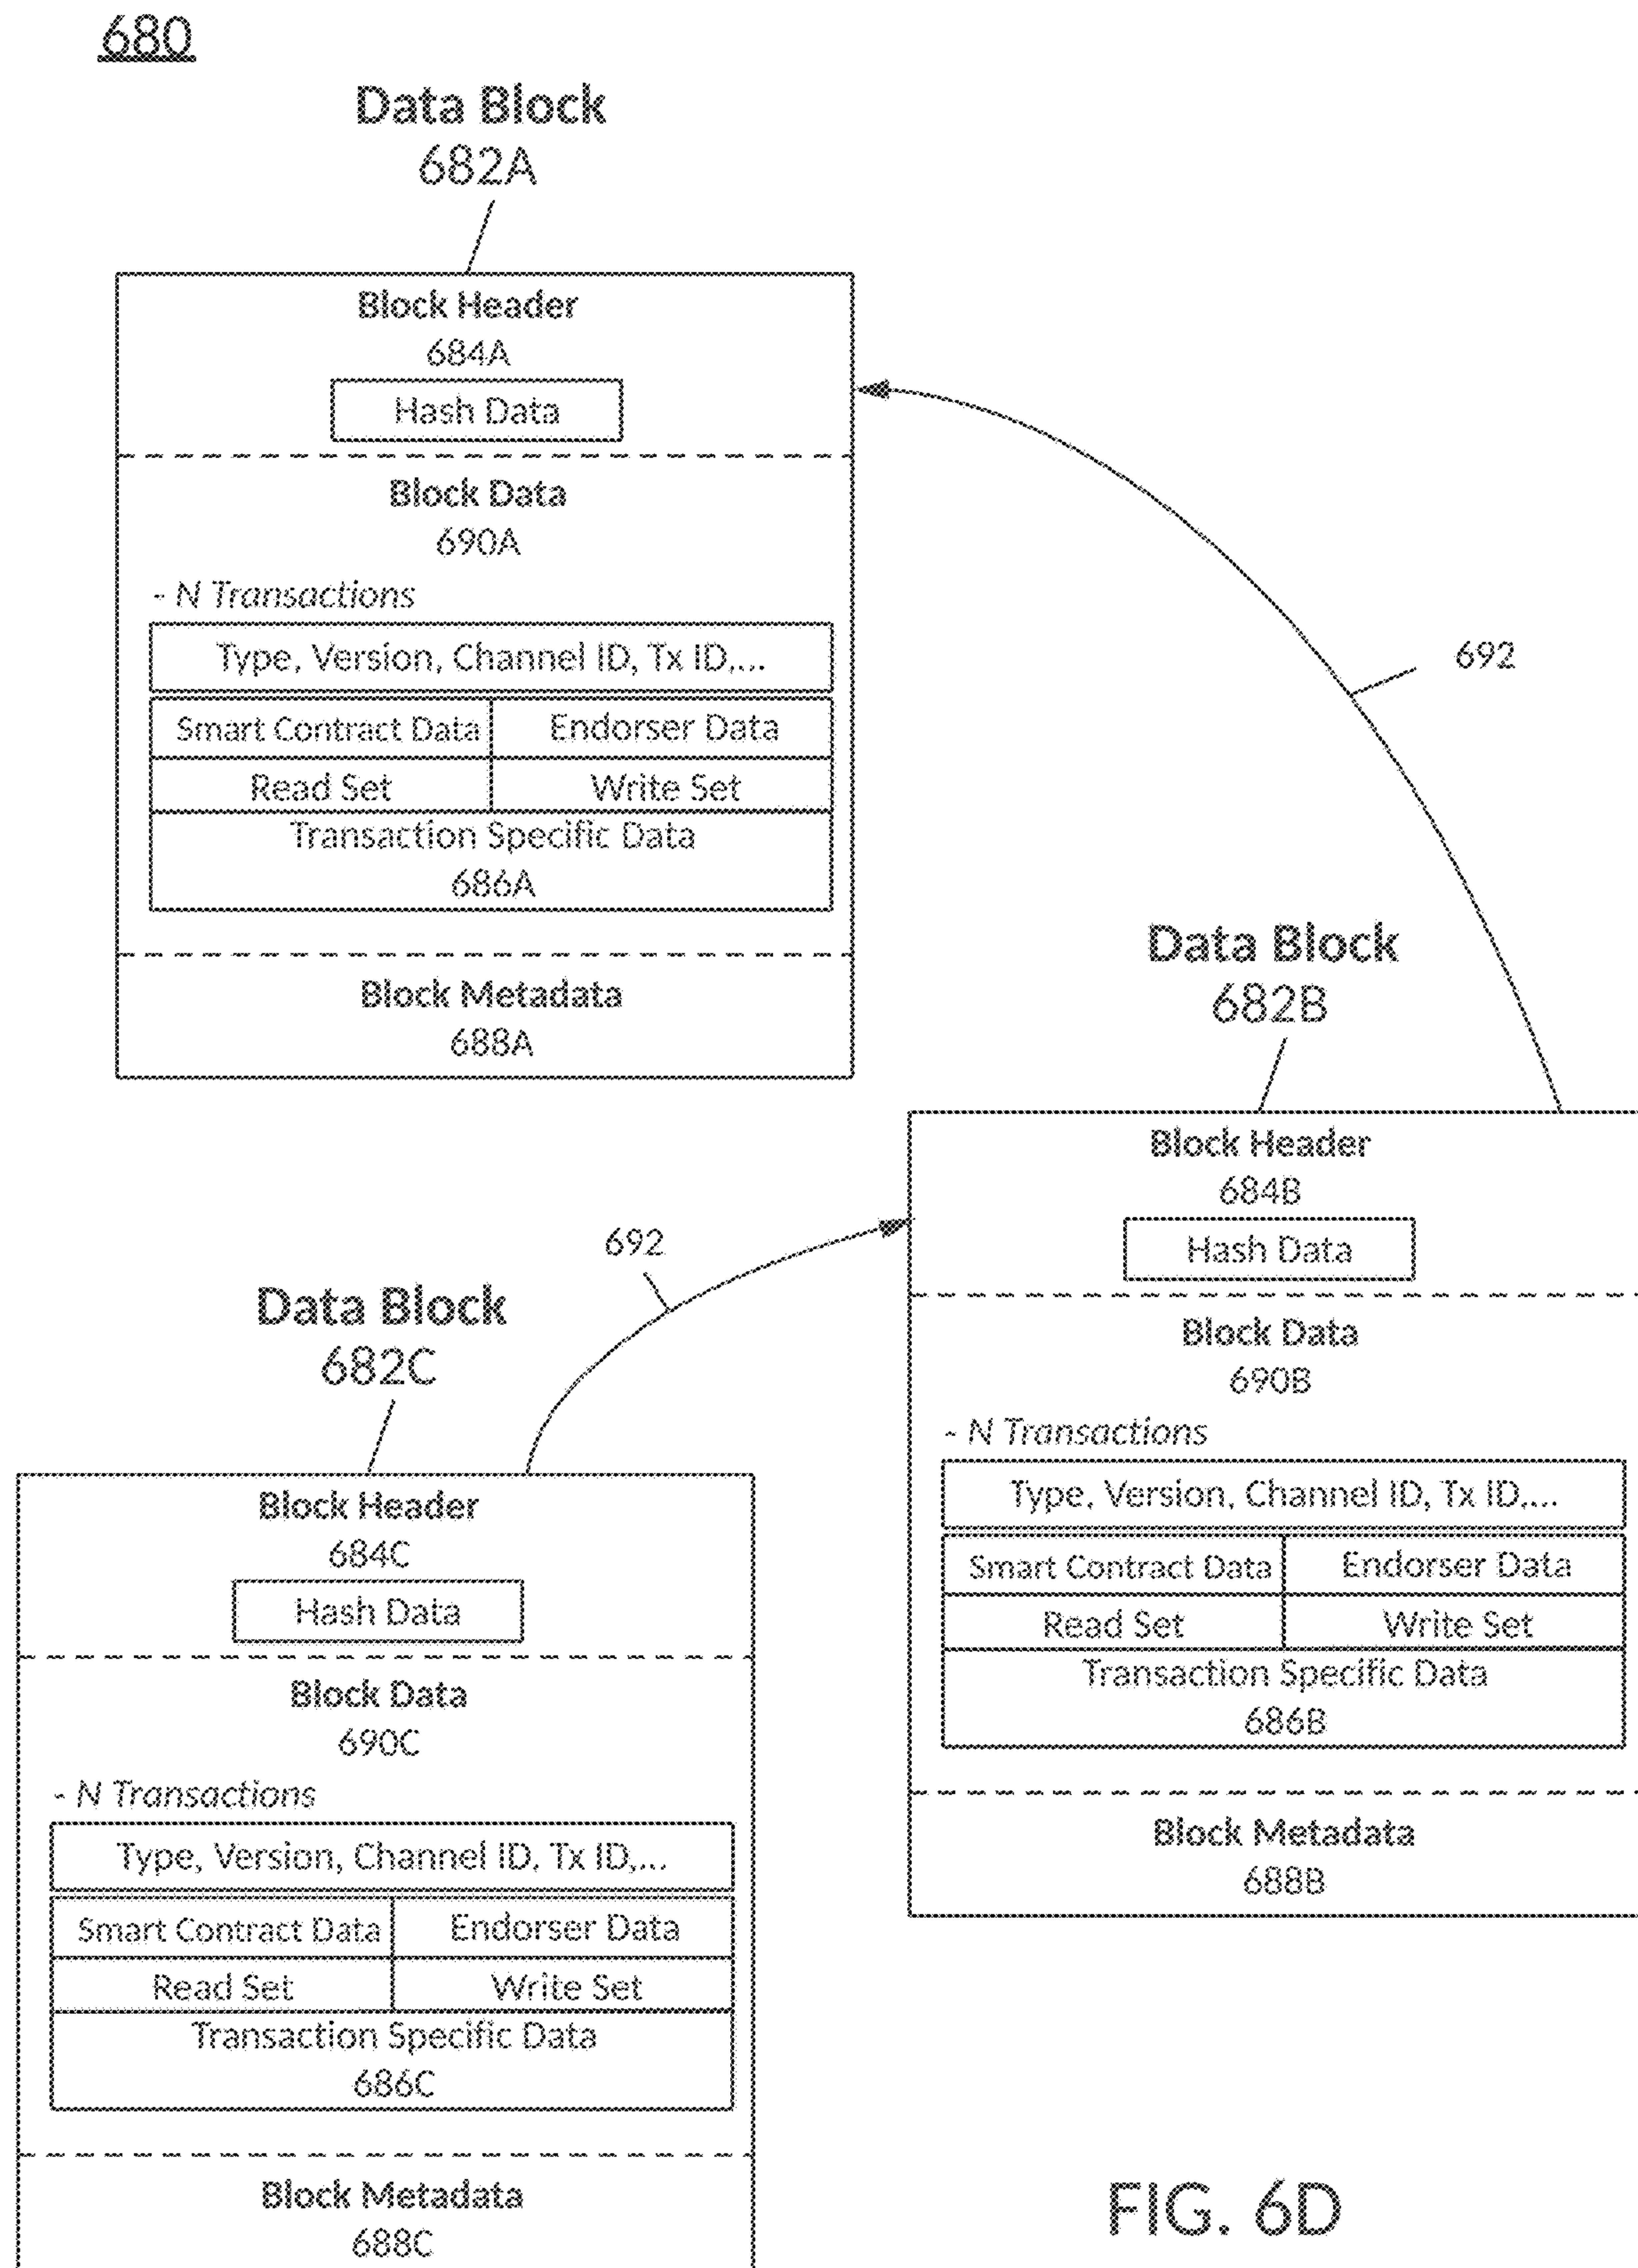 680
Data Block
682A
Block Header
684A
Hash Data
Block Data
690A
- N Transactions
Type, Version, Channel ID, Tx ID,...
Smart Contract Data
Endorser Data
Read Set
Write Set
Transaction Specific Data
686A
Block Metadata
688A
692
Data Block
682B
Block Header
684B
Hash Data
Block Data
690B
- N Transactions
Type, Version, Channel ID, Tx ID,...
Smart Contract Data
Endorser Data
Read Set
Write Set
Transaction Specific Data
686B
Block Metadata
688B
692
Data Block
682C
Block Header
684C
Hash Data
Block Data
690C
- N Transactions
Type, Version, Channel ID, Tx ID,...
Smart Contract Data
Endorser Data
Read Set
Write Set
Transaction Specific Data
686C
Block Metadata
688C
FIG. 6D